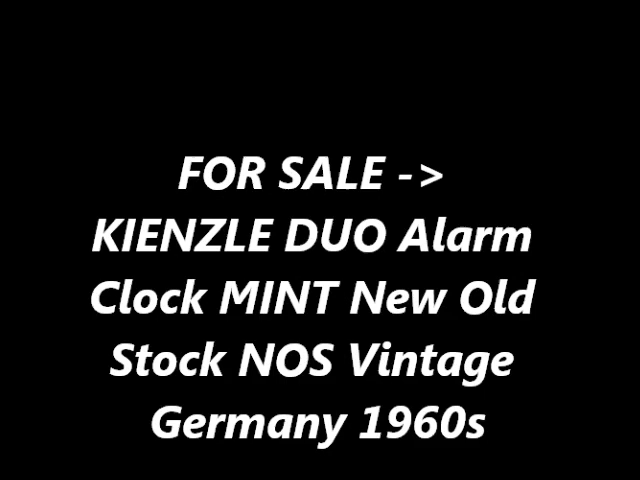 FOR SALE ->
KIENZLE DUO Alarm
Clock MINT New Old
Stock NOS Vintage
Germany 1960s